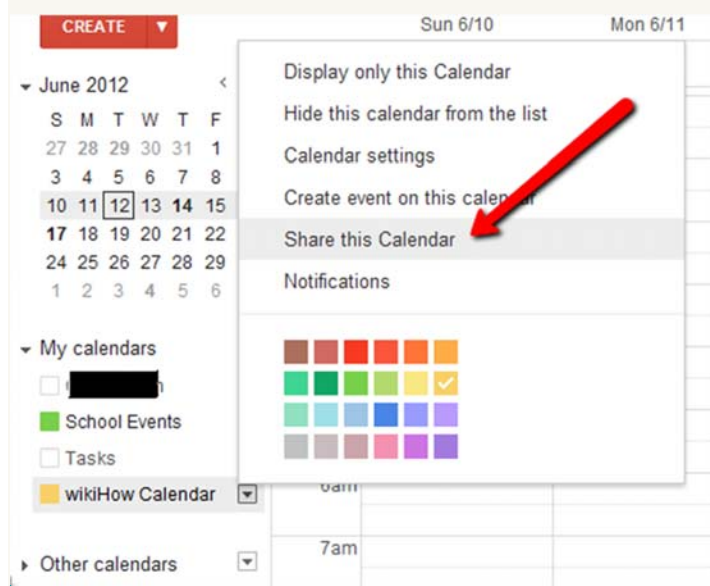 CREATE
Sun 6/10 Mon 6/11
June 2012 <
S M T W T F
27 28 29 30 31 1
3 4 5 6 7 8
10 11 12 13 14 15
17 18 19 20 21 22
24 25 26 27 28 29
1 2 3 4 5 6
My calendars
School Events
Tasks
wikiHow Calendar
Other calendars
Display only this Calendar
Hide this calendar from the list
Calendar settings
Create event on this calendar
Share this Calendar
Notifications
6am
7am